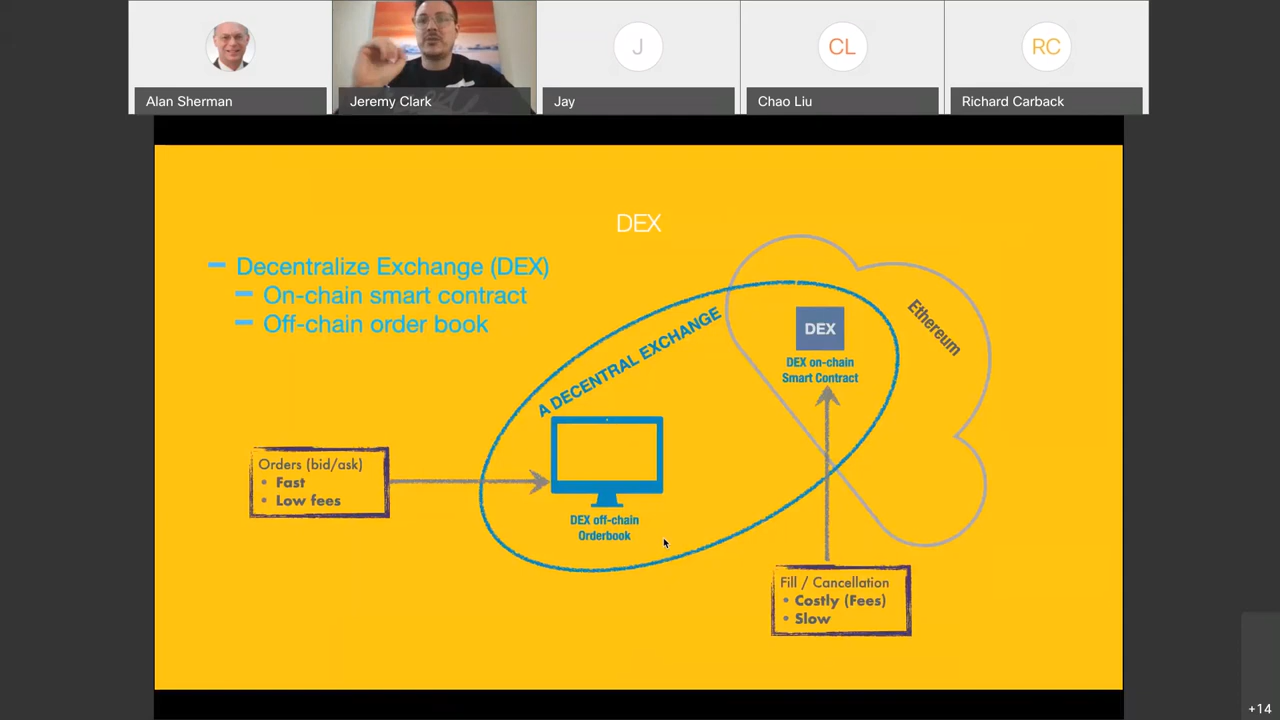 Alan Sherman
Jeremy Clark
J
Jay
CL
Chao Liu
RC
Richard Carback
DEX
Decentralize Exchange (DEX)
On-chain smart contract
Off-chain order book
A DECENTRAL EXCHANGE
Ethereum
DEX
DEX on-chain
Smart Contract
Orders (bid/ask)
• Fast
• Low fees
DEX off-chain
Orderbook
Fill / Cancellation
• Costly (Fees)
• Slow
+14